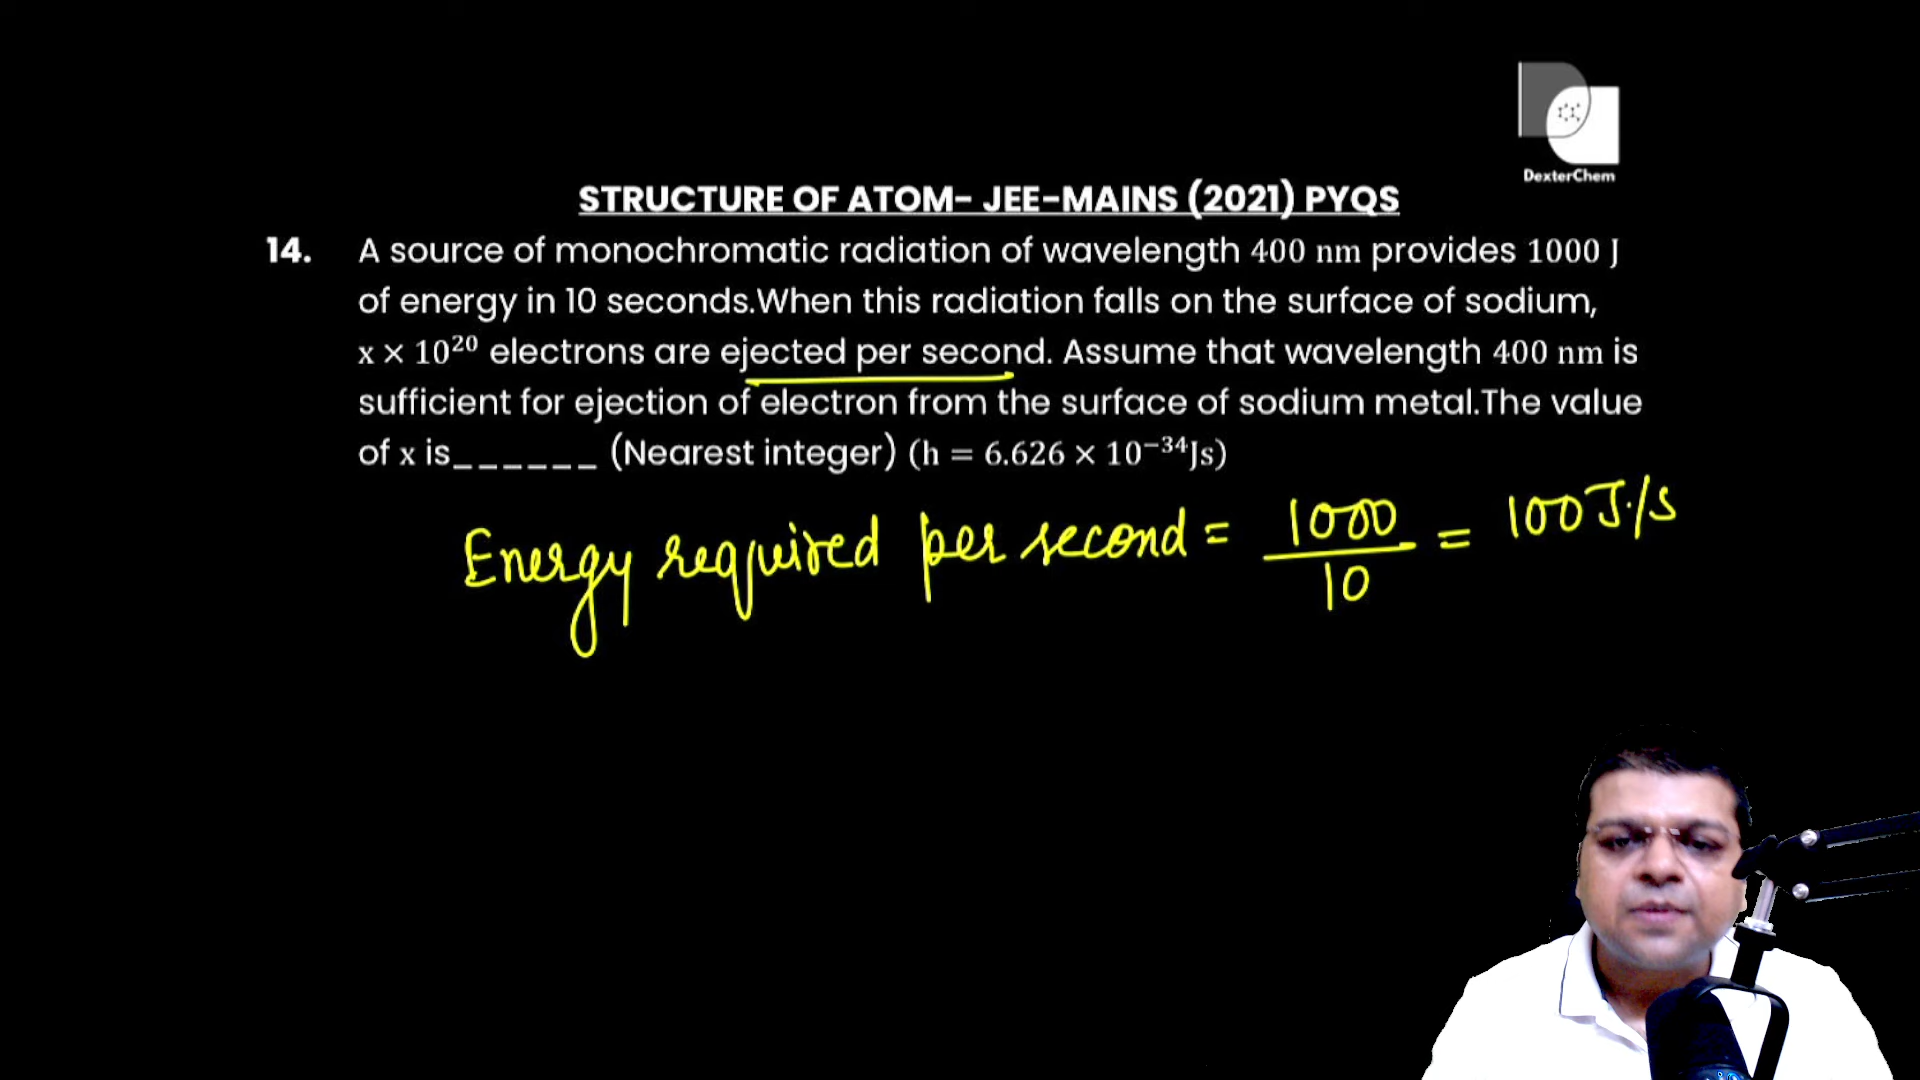 DexterChem
STRUCTURE OF ATOM- JEE-MAINS (2021) PYQS
14. A source of monochromatic radiation of wavelength 400 nm provides 1000 J
of energy in 10 seconds.When this radiation falls on the surface of sodium,
x × 10²⁰ electrons are ejected per second. Assume that wavelength 400 nm is
sufficient for ejection of electron from the surface of sodium metal.The value
of x is______ (Nearest integer) (h = 6.626 × 10⁻³⁴Js)
Energy required per second = 1000/10 = 100 J/s